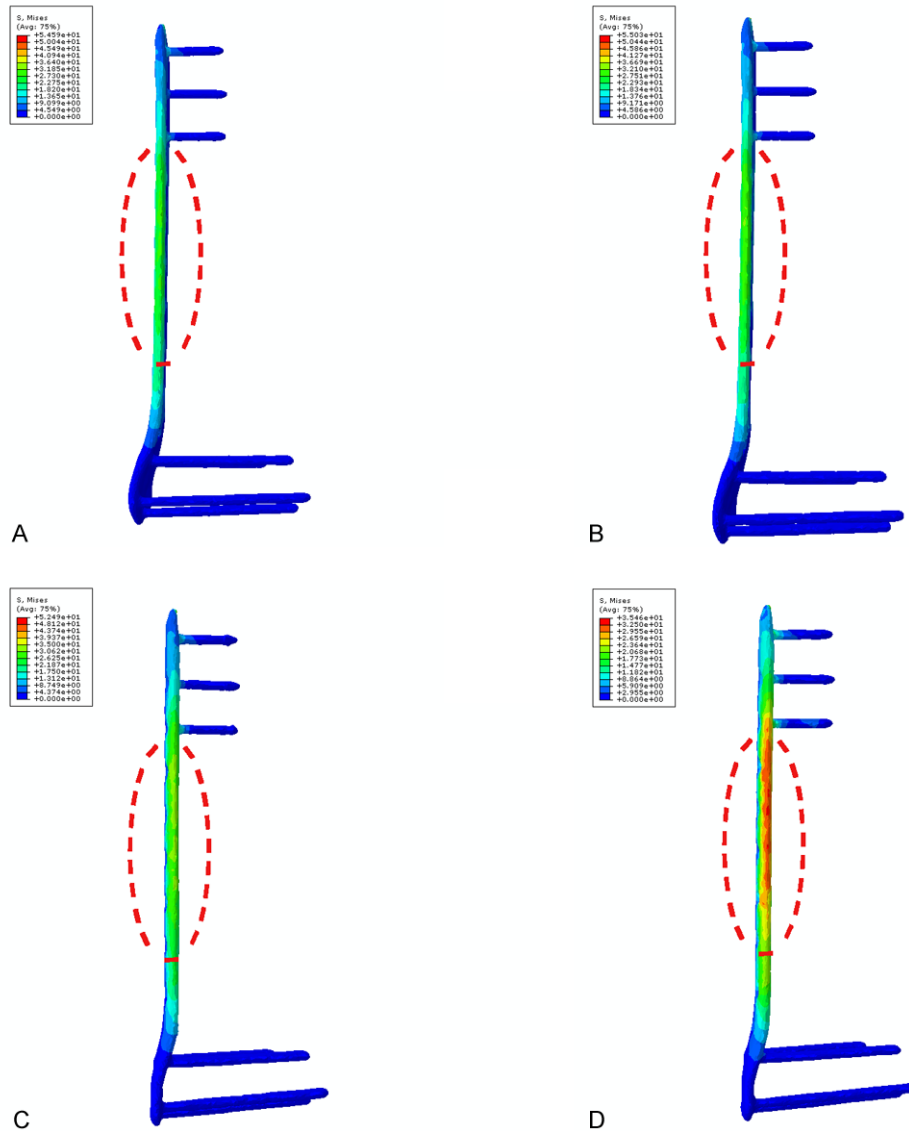 S, Mises
(Avg: 75%)
+5.459e+01
+5.004e+01
+4.549e+01
+4.094e+01
+3.640e+01
+3.185e+01
+2.730e+01
+2.275e+01
+1.820e+01
+1.365e+01
+9.099e+00
+4.549e+00
+0.000e+00
A
S, Mises
(Avg: 75%)
+5.503e+01
+5.044e+01
+4.586e+01
+4.127e+01
+3.669e+01
+3.210e+01
+2.751e+01
+2.293e+01
+1.834e+01
+1.376e+01
+9.171e+00
+4.586e+00
+0.000e+00
B
S, Mises
(Avg: 75%)
+5.249e+01
+4.812e+01
+4.374e+01
+3.937e+01
+3.500e+01
+3.062e+01
+2.625e+01
+2.187e+01
+1.750e+01
+1.312e+01
+8.749e+00
+4.374e+00
+0.000e+00
C
S, Mises
(Avg: 75%)
+3.546e+01
+3.250e+01
+2.955e+01
+2.659e+01
+2.364e+01
+2.068e+01
+1.773e+01
+1.477e+01
+1.182e+01
+8.864e+00
+5.909e+00
+2.955e+00
+0.000e+00
D